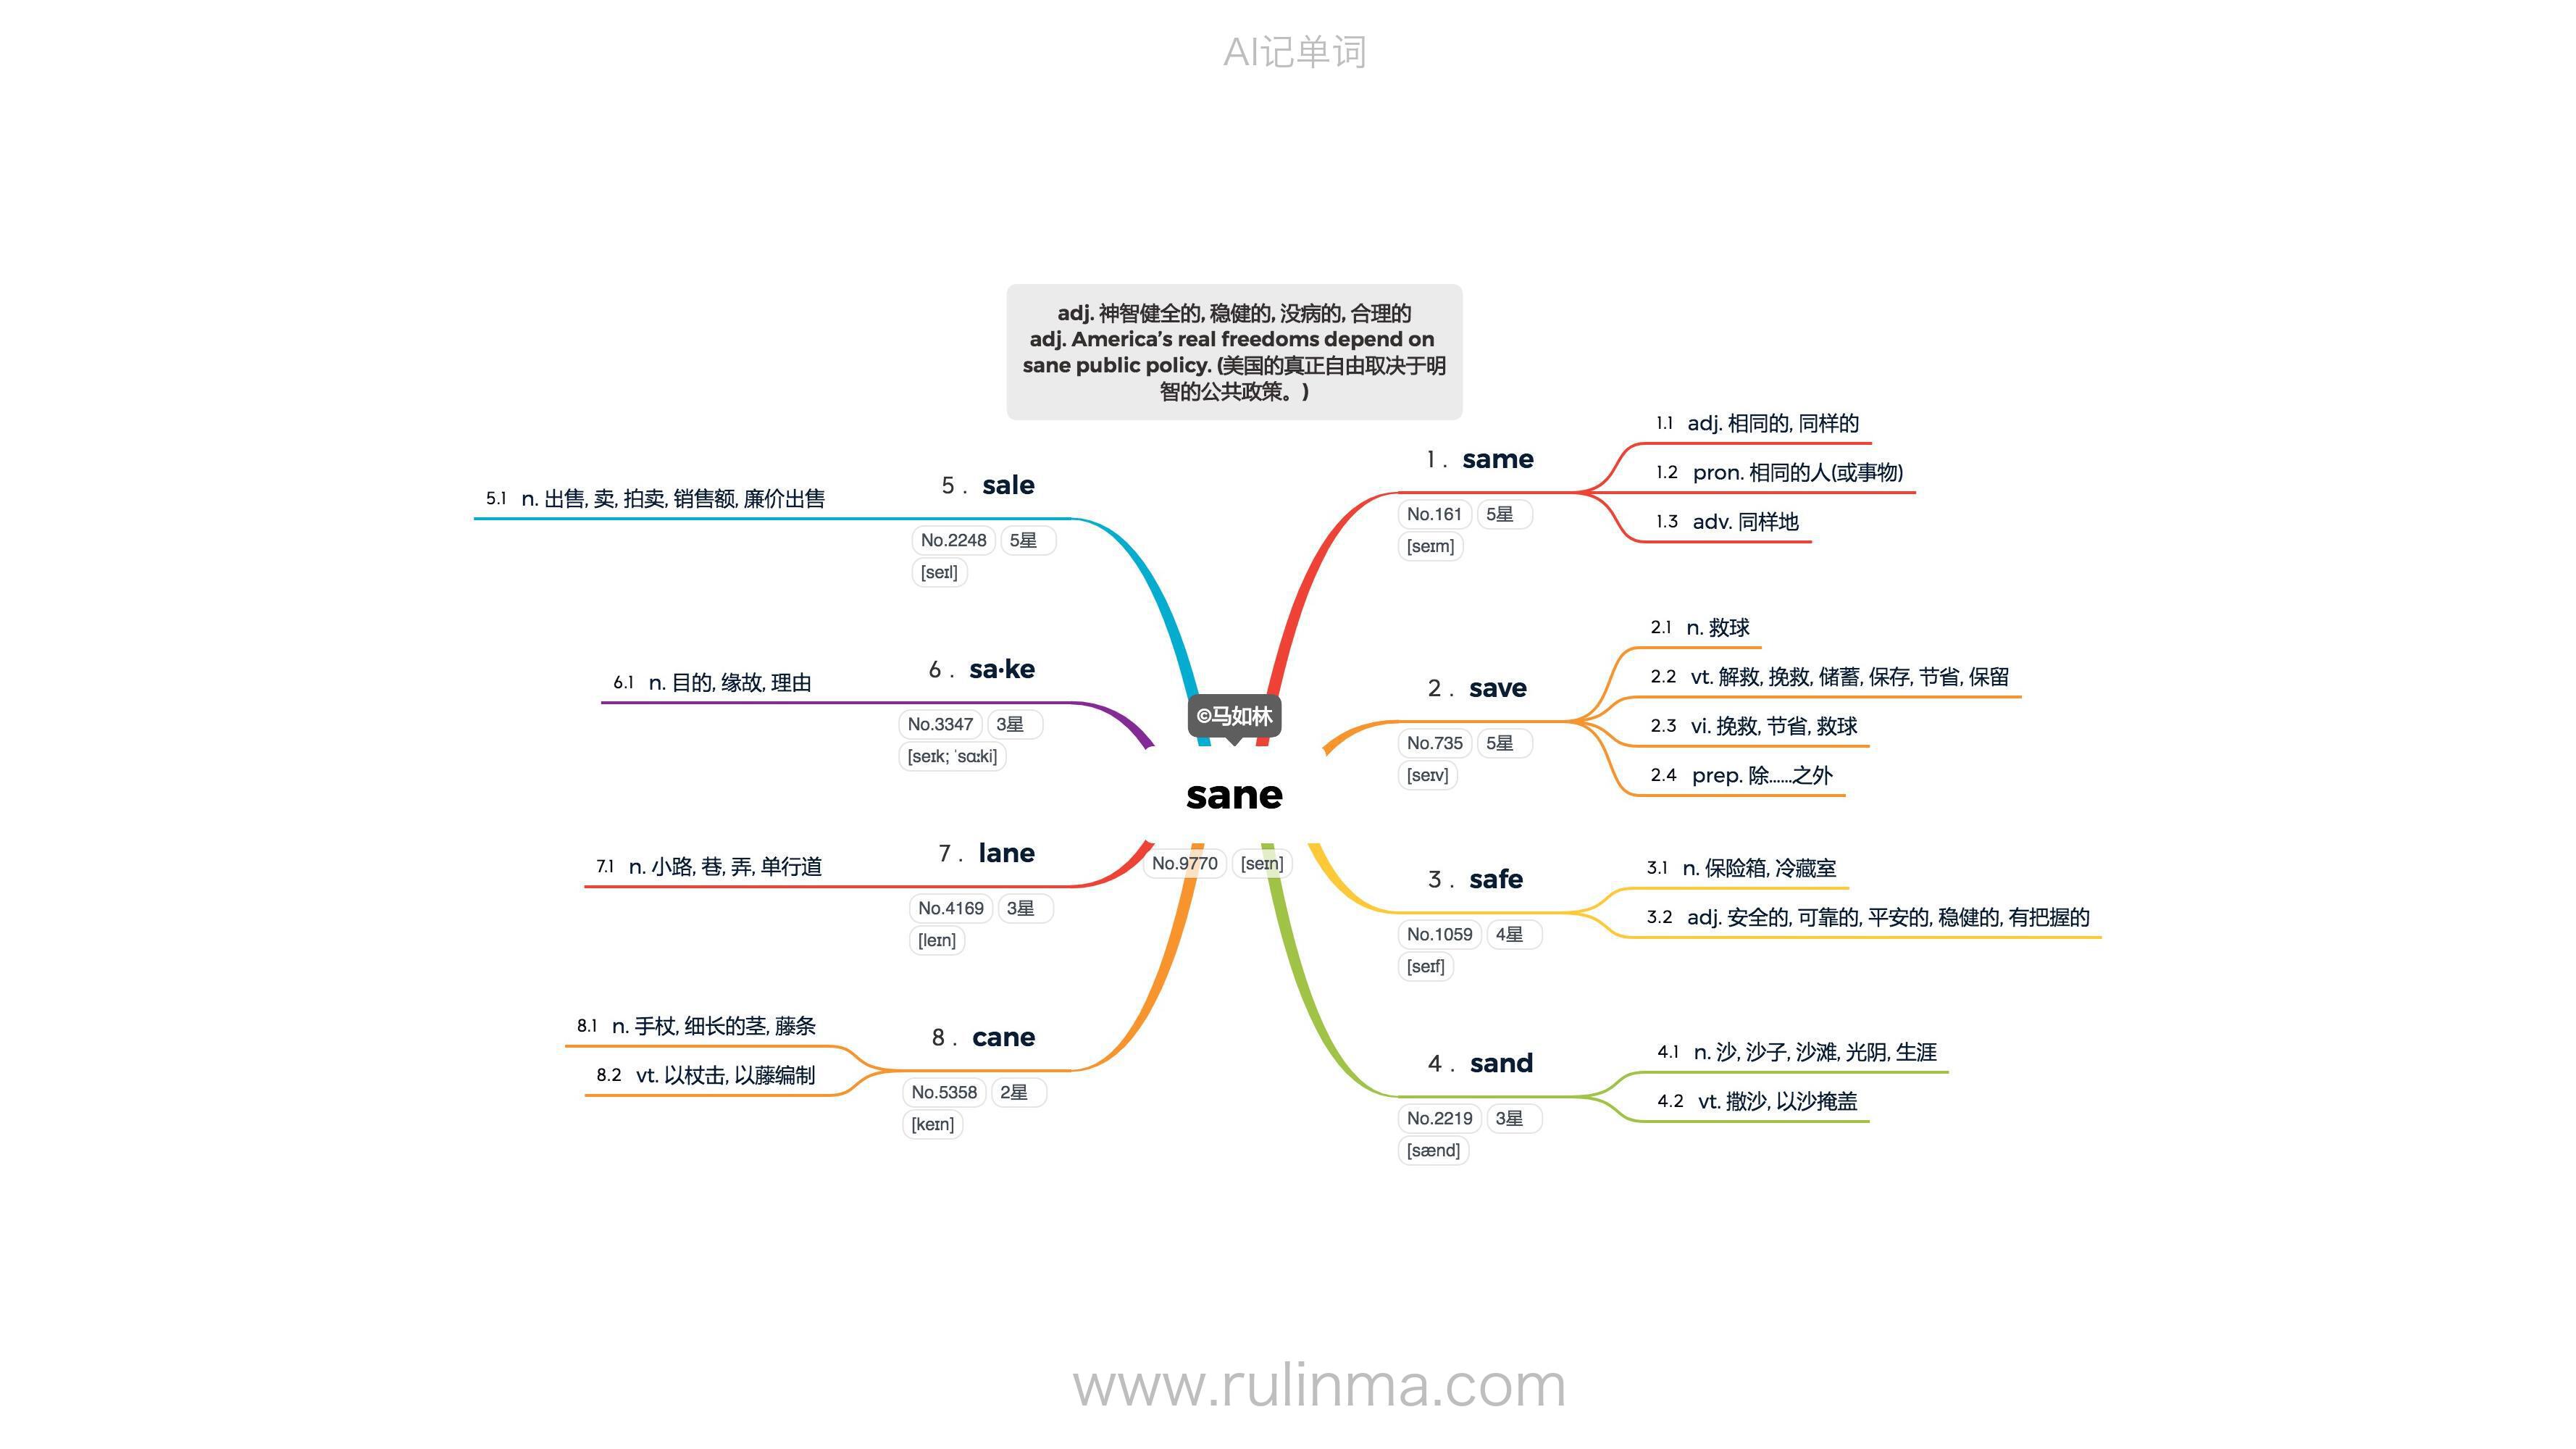 AI记单词
adj. 神智健全的, 稳健的, 没病的, 合理的
adj. America’s real freedoms depend on
sane public policy. (美国的真正自由取决于明
智的公共政策。)
©马如林
sane
No.9770 [seɪn]
1. same
No.161 5星
[seɪm]
1.1 adj. 相同的, 同样的
1.2 pron. 相同的人(或事物)
1.3 adv. 同样地
2. save
No.735 5星
[seɪv]
2.1 n. 救球
2.2 vt. 解救, 挽救, 储蓄, 保存, 节省, 保留
2.3 vi. 挽救, 节省, 救球
2.4 prep. 除……之外
3. safe
No.1059 4星
[seɪf]
3.1 n. 保险箱, 冷藏室
3.2 adj. 安全的, 可靠的, 平安的, 稳健的, 有把握的
4. sand
No.2219 3星
[sænd]
4.1 n. 沙, 沙子, 沙滩, 光阴, 生涯
4.2 vt. 撒沙, 以沙掩盖
5. sale
No.2248 5星
[seɪl]
5.1 n. 出售, 卖, 拍卖, 销售额, 廉价出售
6. sa·ke
No.3347 3星
[seɪk; ˈsɑːki]
6.1 n. 目的, 缘故, 理由
7. lane
No.4169 3星
[leɪn]
7.1 n. 小路, 巷, 弄, 单行道
8. cane
No.5358 2星
[keɪn]
8.1 n. 手杖, 细长的茎, 藤条
8.2 vt. 以杖击, 以藤编制
www.rulinma.com